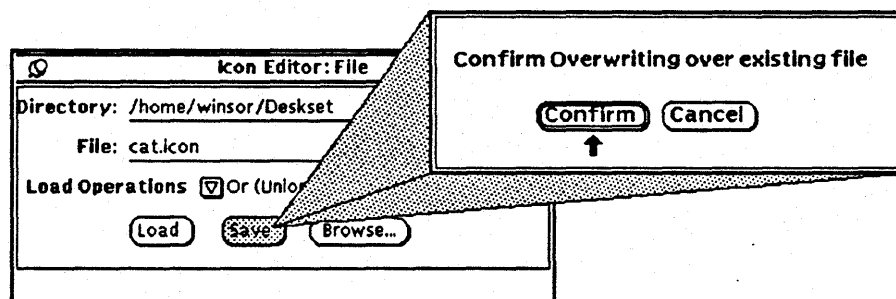 Icon Editor: File
Directory: /home/winsor/Deskset
File: cat.icon
Load Operations Or
Load Save Browse...
Confirm Overwriting over existing file
Confirm Cancel